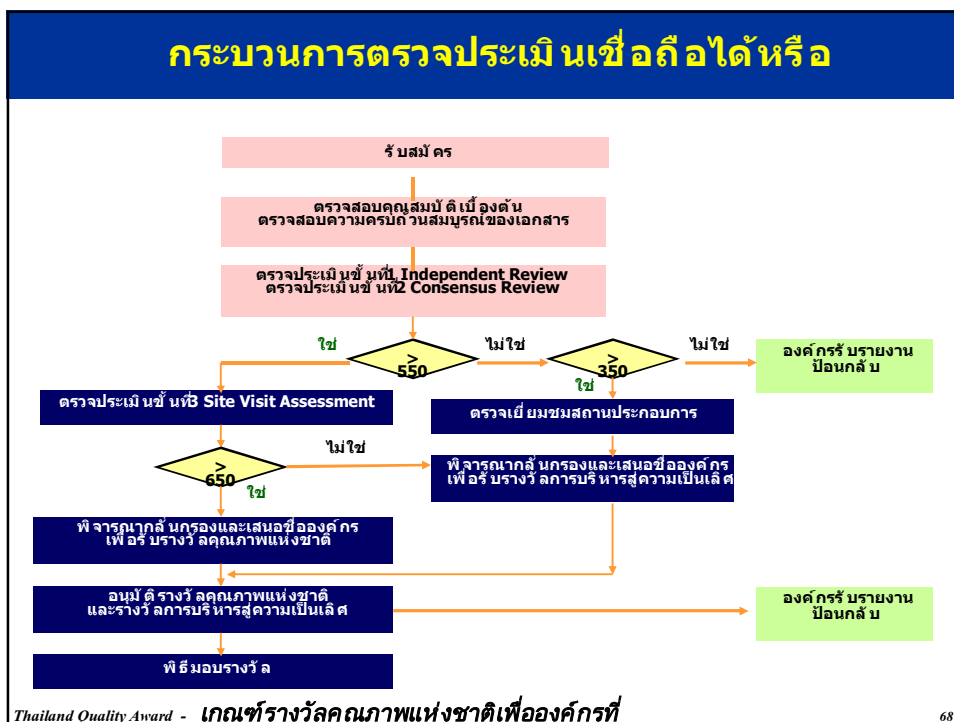 กระบวนการตรวจประเมินเชื่อถือได้หรือ
รับสมัคร
ตรวจสอบคุณสมบัติเบื้องต้น
ตรวจสอบความครบถ้วนสมบูรณ์ของเอกสาร
ตรวจประเมินขั้นที่1 Independent Review
ตรวจประเมินขั้นที่2 Consensus Review
ใช่
>
550
ไม่ใช่
>
350
ไม่ใช่
องค์กรรับรายงาน
ป้อนกลับ
ใช่
ตรวจประเมินขั้นที่3 Site Visit Assessment
ตรวจเยี่ยมชมสถานประกอบการ
>
650
ไม่ใช่
ใช่
พิจารณากลั่นกรองและเสนอชื่อองค์กร
เพื่อรับรางวัลการบริหารสู่ความเป็นเลิศ
พิจารณากลั่นกรองและเสนอชื่อองค์กร
เพื่อรับรางวัลคุณภาพแห่งชาติ
อนุมัติรางวัลคุณภาพแห่งชาติ
และรางวัลการบริหารสู่ความเป็นเลิศ
องค์กรรับรายงาน
ป้อนกลับ
พิธีมอบรางวัล
Thailand Quality Award - เกณฑ์รางวัลคุณภาพแห่งชาติเพื่อองค์กรที่ 68